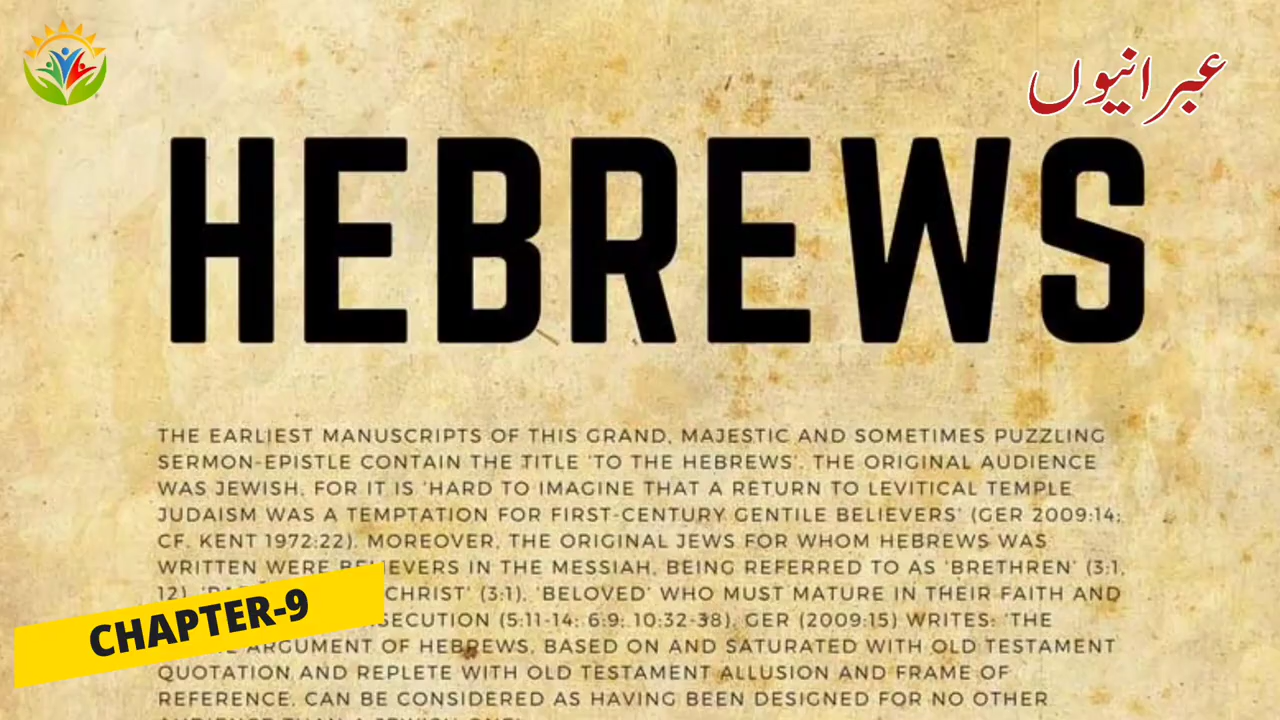 عبرانیوں
HEBREWS
THE EARLIEST MANUSCRIPTS OF THIS GRAND, MAJESTIC AND SOMETIMES PUZZLING
SERMON-EPISTLE CONTAIN THE TITLE 'TO THE HEBREWS'. THE ORIGINAL AUDIENCE
WAS JEWISH, FOR IT IS 'HARD TO IMAGINE THAT A RETURN TO LEVITICAL TEMPLE
JUDAISM WAS A TEMPTATION FOR FIRST-CENTURY GENTILE BELIEVERS' (GER 2009:14;
CF. KENT 1972:22). MOREOVER, THE ORIGINAL JEWS FOR WHOM HEBREWS WAS
WRITTEN WERE BELIEVERS IN THE MESSIAH, BEING REFERRED TO AS 'BRETHREN' (3:1,
12), CHRIST' (3:1), 'BELOVED' WHO MUST MATURE IN THEIR FAITH AND
(5:11-14; 6:9; 10:32-38). GER (2009:15) WRITES: 'THE
ARGUMENT OF HEBREWS, BASED ON AND SATURATED WITH OLD TESTAMENT
QUOTATION AND REPLETE WITH OLD TESTAMENT ALLUSION AND FRAME OF
REFERENCE, CAN BE CONSIDERED AS HAVING BEEN DESIGNED FOR NO OTHER
CHAPTER-9